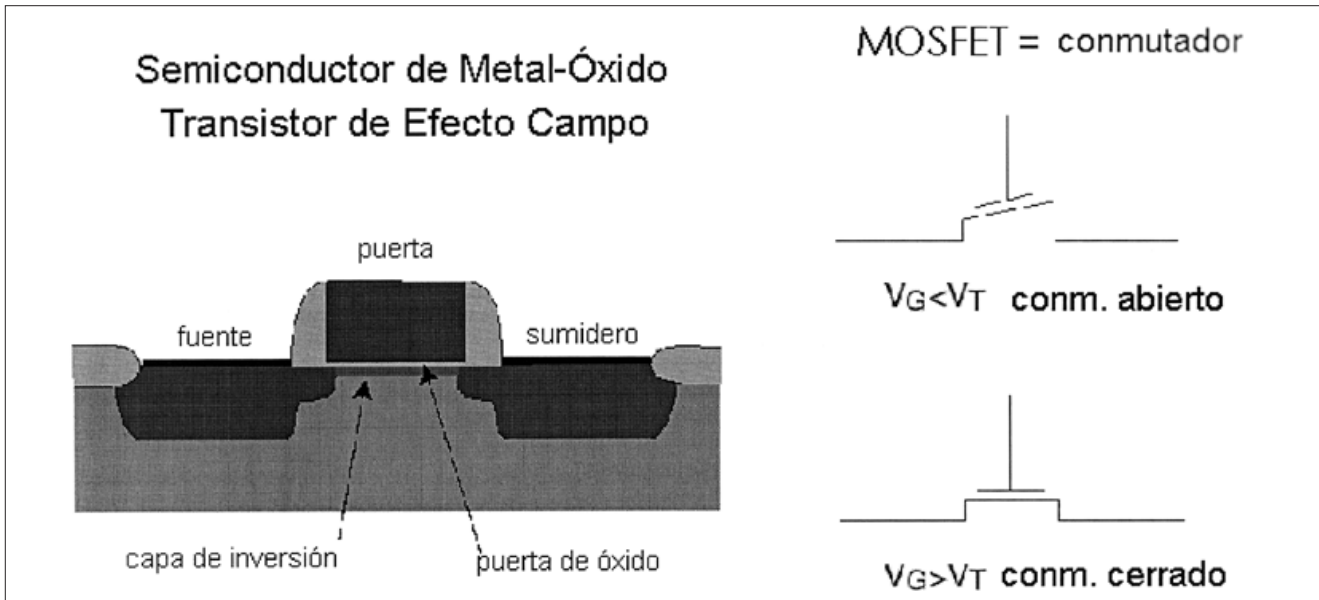 Semiconductor de Metal-Óxido
Transistor de Efecto Campo
puerta
fuente
sumidero
capa de inversión
puerta de óxido
MOSFET = conmutador
VG<VT conm. abierto
VG>VT conm. cerrado